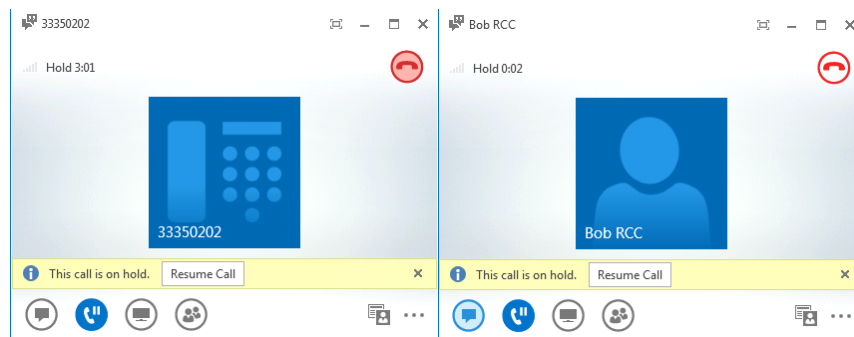 33350202
Hold 3:01
33350202
This call is on hold. Resume Call
Bob RCC
Hold 0:02
Bob RCC
This call is on hold. Resume Call